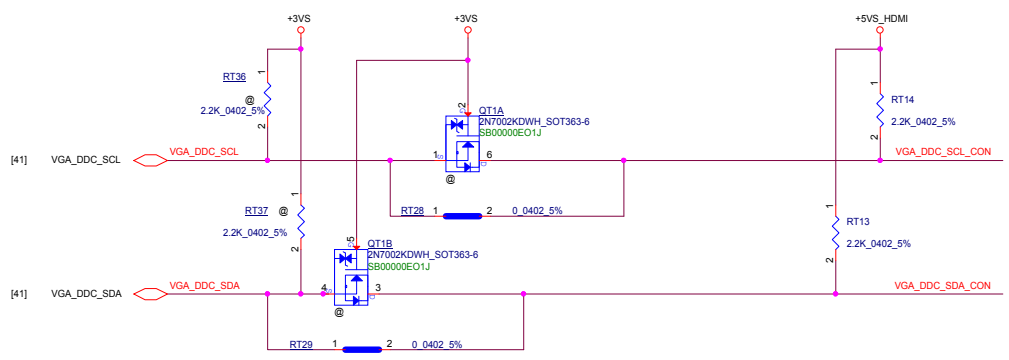 +3VS
+3VS
+5VS_HDMI
1
RT36
@
2.2K_0402_5%
2
2
QT1A
2N7002KDWH_SOT363-6
SB00000EO1J
1
RT14
2.2K_0402_5%
2
[41]
VGA_DDC_SCL
VGA_DDC_SCL
1
S
G
D
6
@
VGA_DDC_SCL_CON
RT28
1
2
0_0402_5%
1
RT37
@
2.2K_0402_5%
2
5
QT1B
2N7002KDWH_SOT363-6
SB00000EO1J
1
RT13
2.2K_0402_5%
2
[41]
VGA_DDC_SDA
VGA_DDC_SDA
4
S
G
D
3
@
VGA_DDC_SDA_CON
RT29
1
2
0_0402_5%